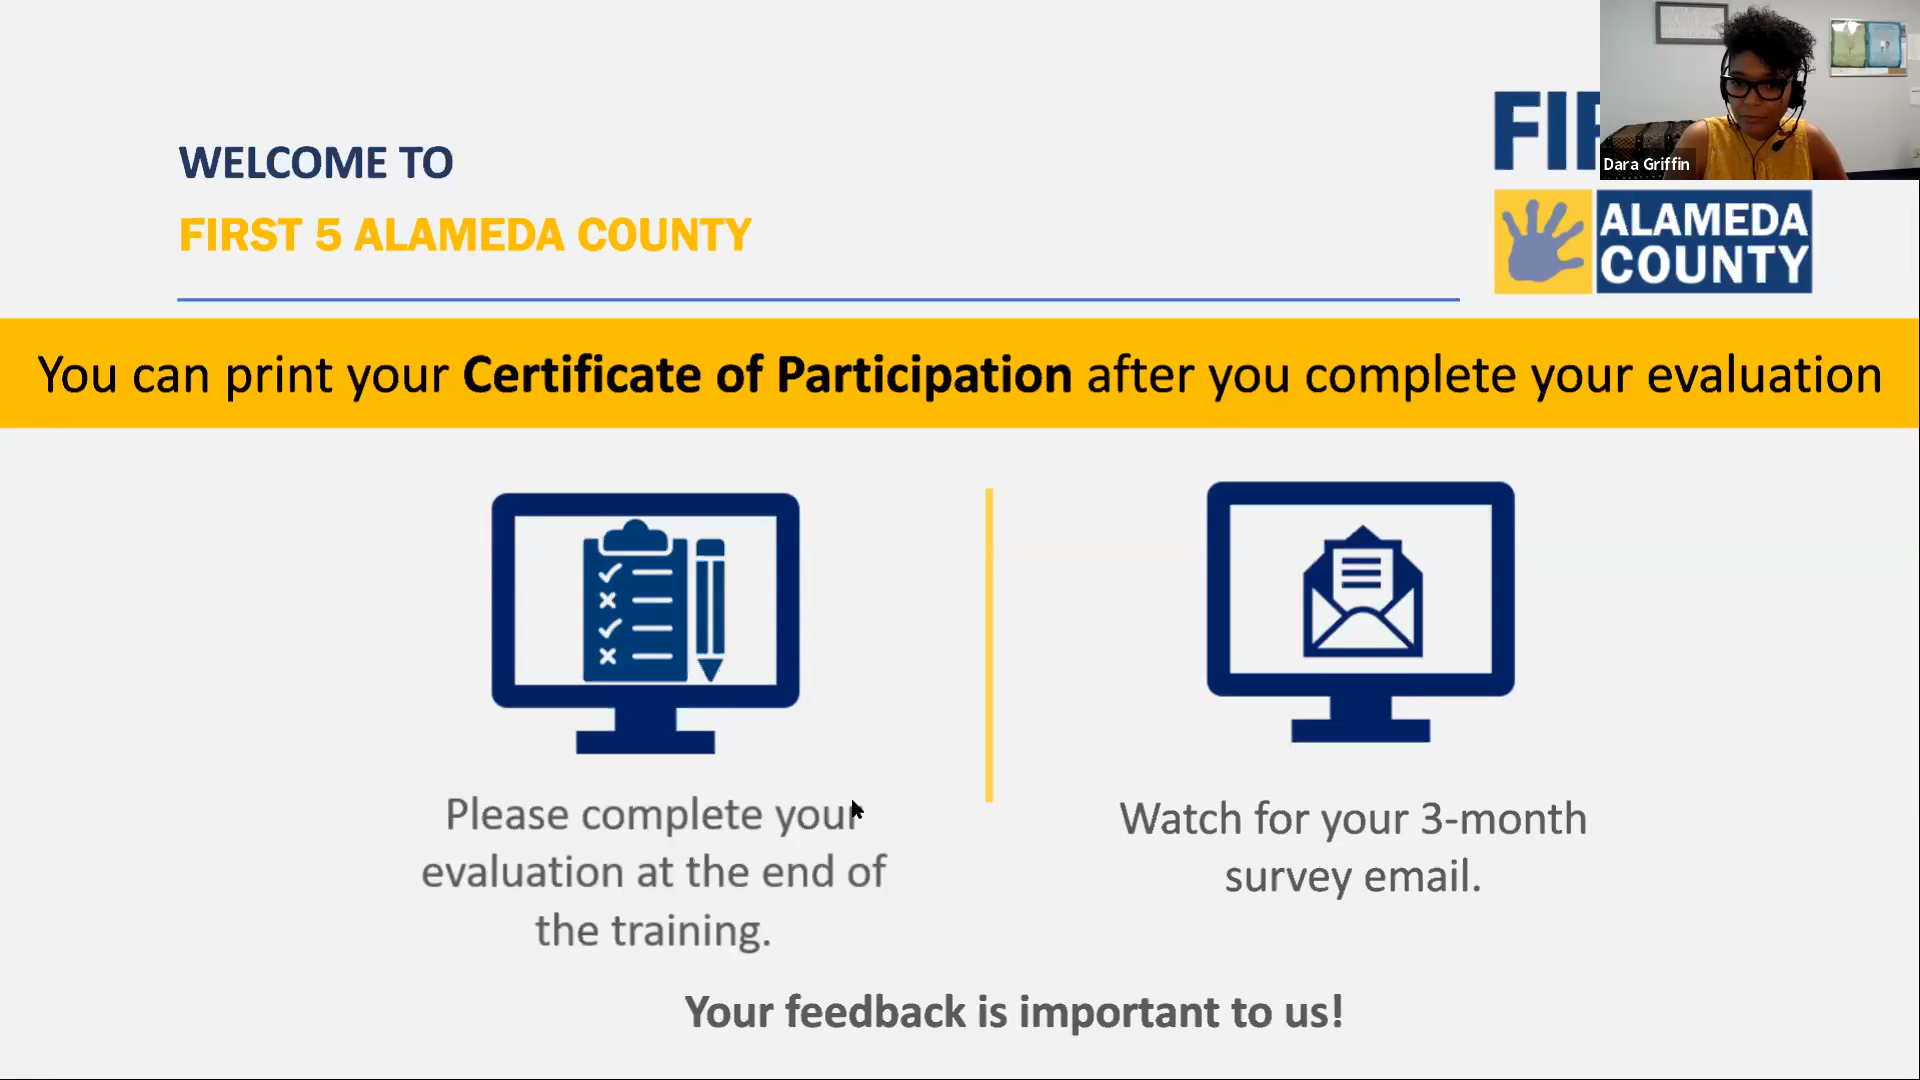 WELCOME TO
FIRST 5 ALAMEDA COUNTY
Dara Griffin
ALAMEDA
COUNTY
You can print your Certificate of Participation after you complete your evaluation
Please complete your
evaluation at the end of
the training.
Watch for your 3-month
survey email.
Your feedback is important to us!